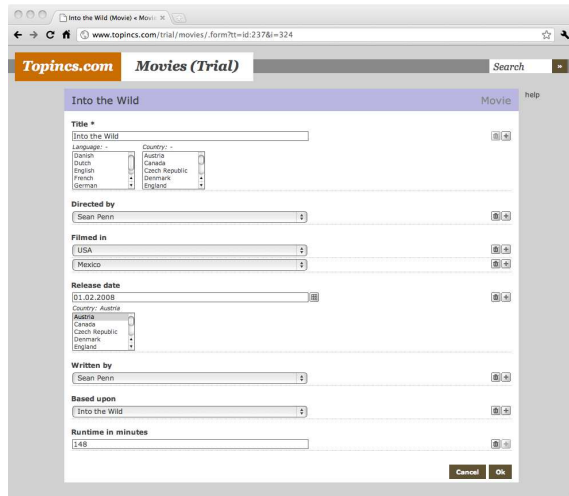 Into the Wild (Movie) « Movi
www.topincs.com/trial/movies/.form?tt=id:237&i=324
Topincs.com Movies (Trial) Search »
help
Into the Wild Movie
Title *
Into the Wild
Language: - Country: -
Danish Austria
Dutch Canada
English Czech Republic
French Denmark
German England
Directed by
Sean Penn
Filmed in
USA
Mexico
Release date
01.02.2008
Country: Austria
Austria
Canada
Czech Republic
Denmark
England
Written by
Sean Penn
Based upon
Into the Wild
Runtime in minutes
148
Cancel Ok